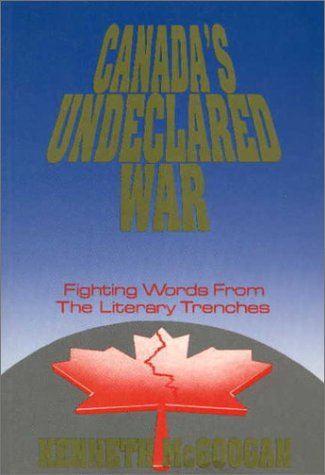 CANADA'S
UNDECLARED
WAR
Fighting Words From
The Literary Trenches
KENNETH McGOOGAN